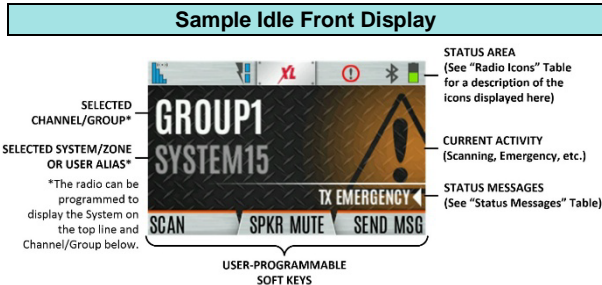 Sample Idle Front Display
STATUS AREA
(See “Radio Icons” Table
for a description of the
icons displayed here)
XL
SELECTED
CHANNEL/GROUP*
GROUP1
SELECTED SYSTEM/ZONE
OR USER ALIAS*
SYSTEM15
*The radio can be
programmed to
display the System on
the top line and
Channel/Group below.
CURRENT ACTIVITY
(Scanning, Emergency, etc.)
TX EMERGENCY
STATUS MESSAGES
(See “Status Messages” Table)
SCAN SPKR MUTE SEND MSG
USER-PROGRAMMABLE
SOFT KEYS